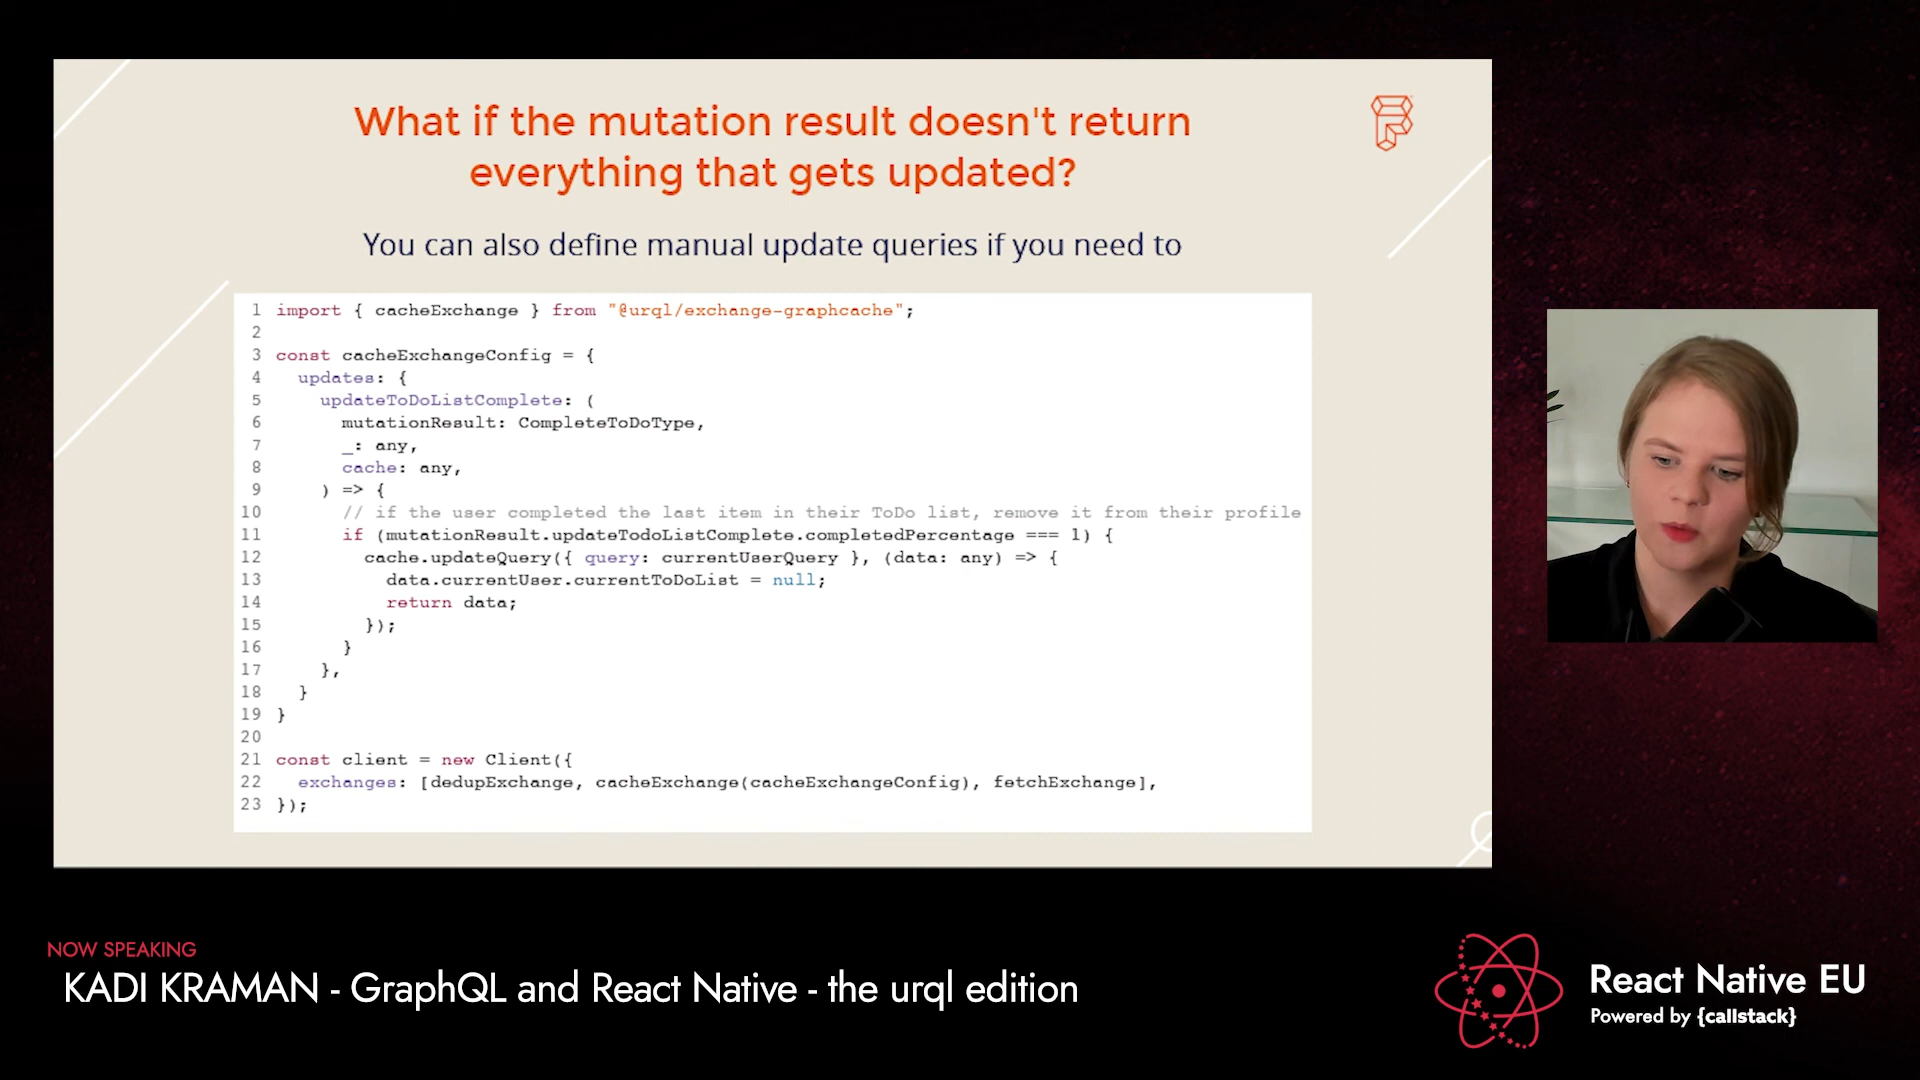 What if the mutation result doesn't return
everything that gets updated?
You can also define manual update queries if you need to
1 import { cacheExchange } from "@urql/exchange-graphcache";
2
3 const cacheExchangeConfig = {
4 updates: {
5 updateToDoListComplete: (
6 mutationResult: CompleteToDoType,
7 _: any,
8 cache: any,
9 ) => {
10 // if the user completed the last item in their ToDo list, remove it from their profile
11 if (mutationResult.updateTodoListComplete.completedPercentage === 1) {
12 cache.updateQuery({ query: currentUserQuery }, (data: any) => {
13 data.currentUser.currentToDoList = null;
14 return data;
15 });
16 }
17 },
18 }
19 }
20
21 const client = new Client({
22 exchanges: [dedupExchange, cacheExchange(cacheExchangeConfig), fetchExchange],
23 });
NOW SPEAKING
KADI KRAMAN - GraphQL and React Native - the urql edition
React Native EU
Powered by {callstack}